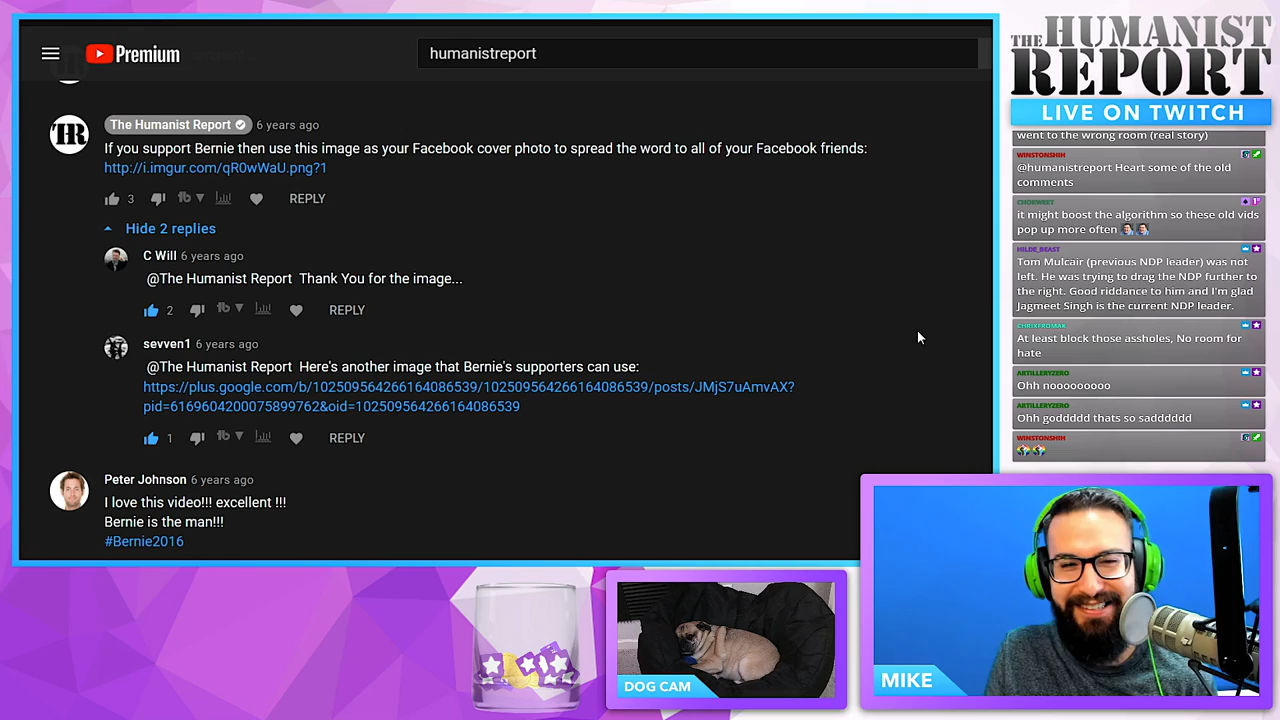 Premium
humanistreport
The Humanist Report 6 years ago
If you support Bernie then use this image as your Facebook cover photo to spread the word to all of your Facebook friends:
http://i.imgur.com/qR0wWaU.png?1
3 REPLY
Hide 2 replies
C Will 6 years ago
@The Humanist Report Thank You for the image...
2 REPLY
sevven1 6 years ago
@The Humanist Report Here's another image that Bernie's supporters can use:
https://plus.google.com/b/102509564266164086539/102509564266164086539/posts/JMjS7uAmvAX?
pid=6169604200075899762&oid=102509564266164086539
1 REPLY
Peter Johnson 6 years ago
I love this video!!! excellent !!!
Bernie is the man!!!
#Bernie2016
THE HUMANIST
REPORT
LIVE ON TWITCH
went to the wrong room (real story)
WINSTONSHIH
@humanistreport Heart some of the old
comments
CHORWEET
it might boost the algorithm so these old vids
pop up more often
HILDE_BEAST
Tom Mulcair (previous NDP leader) was not
left. He was trying to drag the NDP further to
the right. Good riddance to him and I'm glad
Jagmeet Singh is the current NDP leader.
CHRIXFROMAK
At least block those assholes, No room for
hate
ARTILLERYZERO
Ohh nooooooooo
ARTILLERYZERO
Ohh goddddd thats so sadddddd
WINSTONSHIH
DOG CAM
MIKE